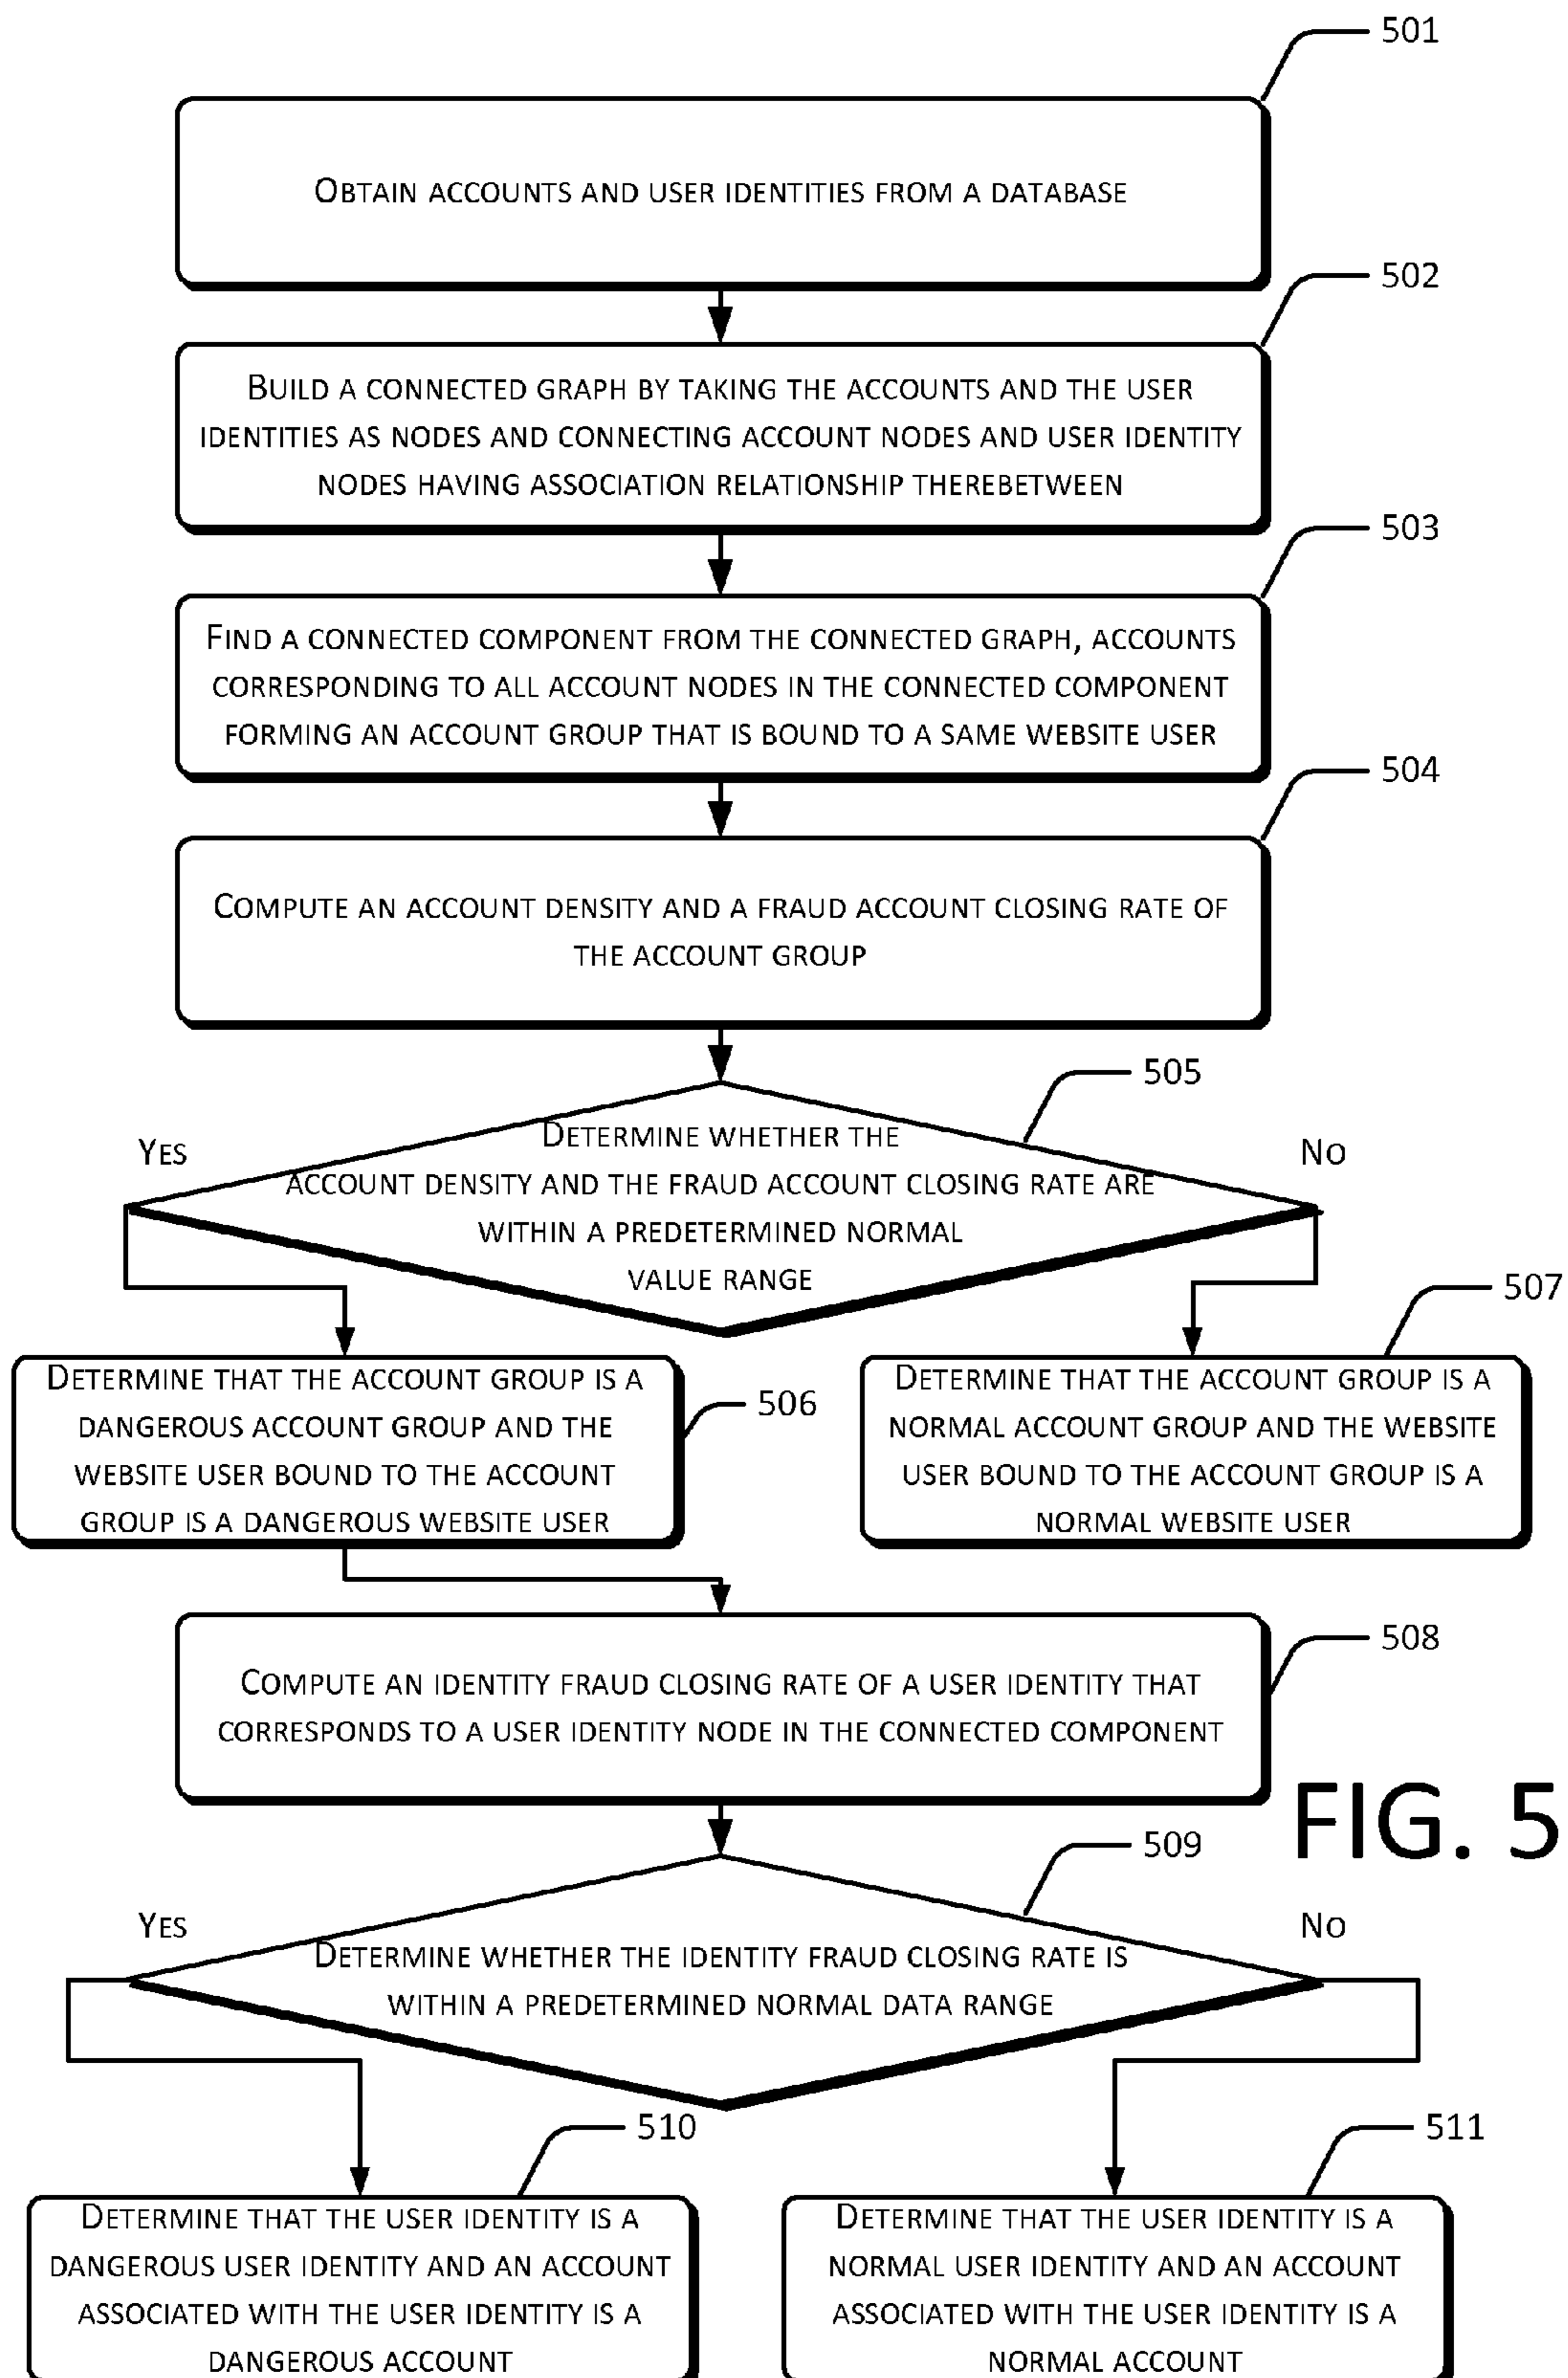 501
OBTAIN ACCOUNTS AND USER IDENTITIES FROM A DATABASE
502
BUILD A CONNECTED GRAPH BY TAKING THE ACCOUNTS AND THE USER
IDENTITIES AS NODES AND CONNECTING ACCOUNT NODES AND USER IDENTITY
NODES HAVING ASSOCIATION RELATIONSHIP THEREBETWEEN
503
FIND A CONNECTED COMPONENT FROM THE CONNECTED GRAPH, ACCOUNTS
CORRESPONDING TO ALL ACCOUNT NODES IN THE CONNECTED COMPONENT
FORMING AN ACCOUNT GROUP THAT IS BOUND TO A SAME WEBSITE USER
504
COMPUTE AN ACCOUNT DENSITY AND A FRAUD ACCOUNT CLOSING RATE OF
THE ACCOUNT GROUP
505
DETERMINE WHETHER THE
ACCOUNT DENSITY AND THE FRAUD ACCOUNT CLOSING RATE ARE
WITHIN A PREDETERMINED NORMAL
VALUE RANGE
YES
NO
506
DETERMINE THAT THE ACCOUNT GROUP IS A
DANGEROUS ACCOUNT GROUP AND THE
WEBSITE USER BOUND TO THE ACCOUNT
GROUP IS A DANGEROUS WEBSITE USER
507
DETERMINE THAT THE ACCOUNT GROUP IS A
NORMAL ACCOUNT GROUP AND THE WEBSITE
USER BOUND TO THE ACCOUNT GROUP IS A
NORMAL WEBSITE USER
508
COMPUTE AN IDENTITY FRAUD CLOSING RATE OF A USER IDENTITY THAT
CORRESPONDS TO A USER IDENTITY NODE IN THE CONNECTED COMPONENT
FIG. 5
509
YES
NO
DETERMINE WHETHER THE IDENTITY FRAUD CLOSING RATE IS
WITHIN A PREDETERMINED NORMAL DATA RANGE
510
DETERMINE THAT THE USER IDENTITY IS A
DANGEROUS USER IDENTITY AND AN ACCOUNT
ASSOCIATED WITH THE USER IDENTITY IS A
DANGEROUS ACCOUNT
511
DETERMINE THAT THE USER IDENTITY IS A
NORMAL USER IDENTITY AND AN ACCOUNT
ASSOCIATED WITH THE USER IDENTITY IS A
NORMAL ACCOUNT